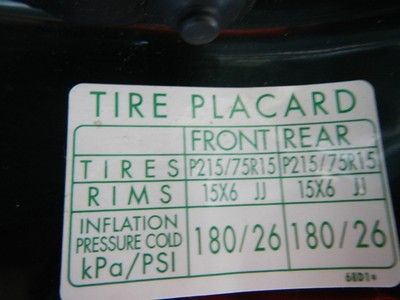 TIRE PLACARD
FRONT REAR
TIRES P215/75R15 P215/75R15
RIMS 15X6 JJ 15X6 JJ
INFLATION
PRESSURE COLD
kPa/PSI 180/26 180/26
68D1*